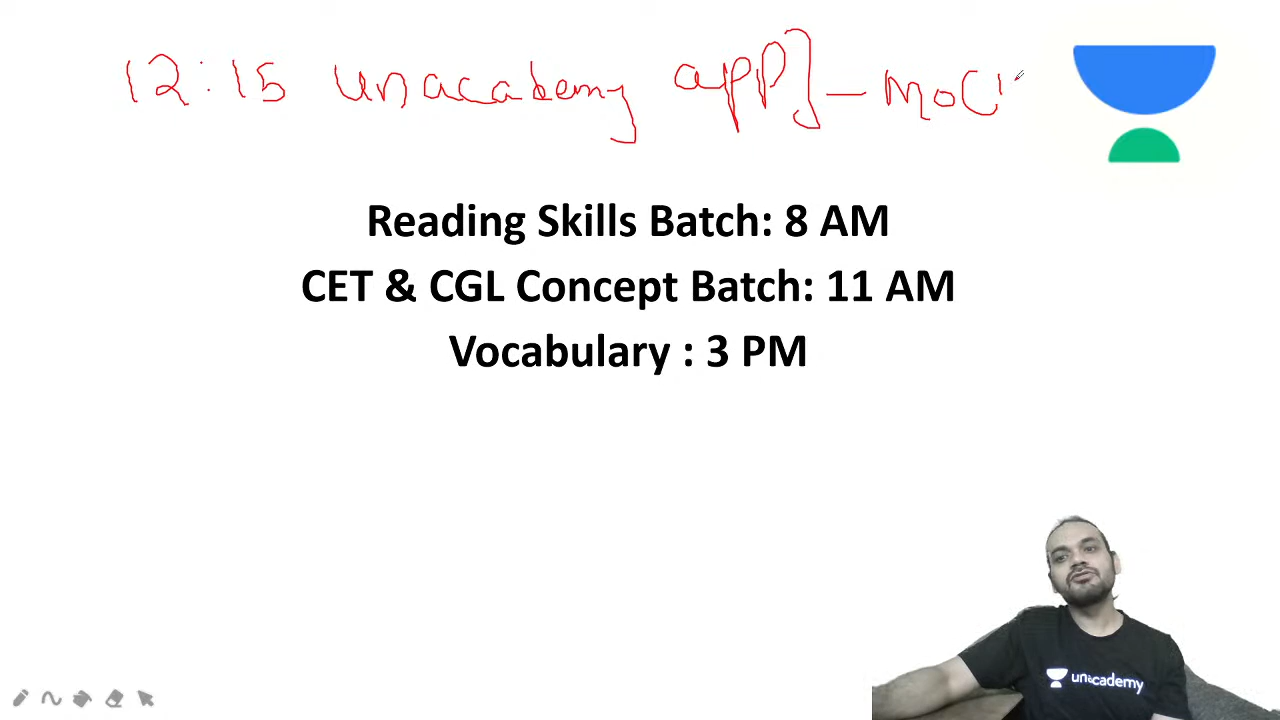 12:15 unacademy app] –
Reading Skills Batch: 8 AM
CET & CGL Concept Batch: 11 AM
Vocabulary : 3 PM
unacademy